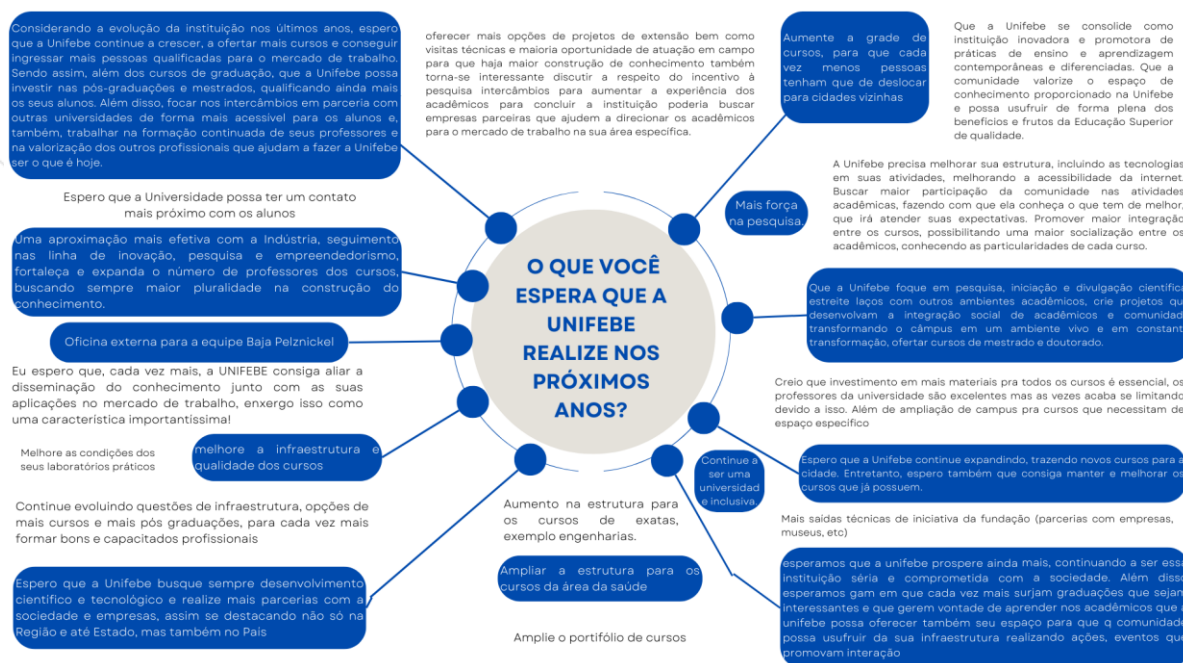 Considerando a evolução da instituição nos últimos anos, espero
que a Unifebe continue a crescer, a ofertar mais cursos e conseguir
ingressar mais pessoas qualificadas para o mercado de trabalho.
Sendo assim, além dos cursos de graduação, que a Unifebe possa
investir nas pós-graduações e mestrados, qualificando ainda mais
os seus alunos. Além disso, focar nos intercâmbios em parceria com
outras universidades de forma mais acessivel para os alunos e,
também, trabalhar na formação continuada de seus professores e
na valorização dos outros profissionais que ajudam a fazer a Unifebe
ser o que é hoje.
oferecer mais opções de projetos de extensão bem como
visitas técnicas e maioria oportunidade de atuação em campo
para que haja maior construção de conhecimento também
torna-se interessante discutir a respeito do incentivo à
pesquisa intercâmbios para aumentar a experiência dos
acadêmicos para concluir a instituição poderia buscar
empresas parceiras que ajudem a direcionar os acadêmicos
para o mercado de trabalho na sua área específica.
Aumente a grade de
cursos, para que cada
vez menos pessoas
tenham que de deslocar
para cidades vizinhas
Que a Unifebe se consolide como
instituição inovadora e promotora de
práticas de ensino e aprendizagem
contemporâneas e diferenciadas. Que a
comunidade valorize o espaço de
conhecimento proporcionado na Unifebe
e possa usufruir de forma plena dos
benefícios e frutos da Educação Superior
de qualidade.
Espero que a Universidade possa ter um contato
mais próximo com os alunos
Mais força
na pesquisa.
A Unifebe precisa melhorar sua estrutura, incluindo as tecnologias
em suas atividades, melhorando a acessibilidade da internet.
Buscar maior participação da comunidade nas atividades
acadêmicas, fazendo com que ela conheça o que tem de melhor,
que irá atender suas expectativas. Promover maior integração
entre os cursos, possibilitando uma maior socialização entre os
acadêmicos, conhecendo as particularidades de cada curso.
Uma aproximação mais efetiva com a Indústria, seguimento
nas linha de inovação, pesquisa e empreendedorismo,
fortaleça e expanda o número de professores dos cursos,
buscando sempre maior pluralidade na construção do
conhecimento.
O QUE VOCÊ
ESPERA QUE A
UNIFEBE
REALIZE NOS
PRÓXIMOS
ANOS?
Que a Unifebe foque em pesquisa, iniciação e divulgação científica
estreite laços com outros ambientes acadêmicos, crie projetos qu
desenvolvam a integração social de acadêmicos e comunidad
transformando o câmpus em um ambiente vivo e em constant
transformação, ofertar cursos de mestrado e doutorado.
Oficina externa para a equipe Baja Pelznickel
Eu espero que, cada vez mais, a UNIFEBE consiga aliar a
disseminação do conhecimento junto com as suas
aplicações no mercado de trabalho, enxergo isso como
uma característica importantíssima!
Creio que investimento em mais materiais pra todos os cursos é essencial, os
professores da universidade são excelentes mas as vezes acaba se limitando
devido a isso. Além de ampliação de campus pra cursos que necessitam de
espaço específico
Melhore as condições dos
seus laboratórios práticos
melhore a infraestrutura e
qualidade dos cursos
Continue a
ser uma
universidad
e inclusiva.
Espero que a Unifebe continue expandindo, trazendo novos cursos para a
cidade. Entretanto, espero também que consiga manter e melhorar os
cursos que já possuem.
Continue evoluindo questões de infraestrutura, opções de
mais cursos e mais pós graduações, para cada vez mais
formar bons e capacitados profissionais
Aumento na estrutura para
os cursos de exatas,
exemplo engenharias.
Mais saídas técnicas de iniciativa da fundação (parcerias com empresas,
museus, etc)
Espero que a Unifebe busque sempre desenvolvimento
científico e tecnológico e realize mais parcerias com a
sociedade e empresas, assim se destacando não só na
Região e até Estado, mas também no País
Ampliar a estrutura para os
cursos da área da saúde
esperamos que a unifebe prospere ainda mais, continuando a ser essa
instituição séria e comprometida com a sociedade. Além disso
esperamos gam em que cada vez mais surjam graduações que sejam
interessantes e que gerem vontade de aprender nos acadêmicos que a
unifebe possa oferecer também seu espaço para que q comunidade
possa usufruir da sua infraestrutura realizando ações, eventos que
promovam interação
Amplie o portifólio de cursos